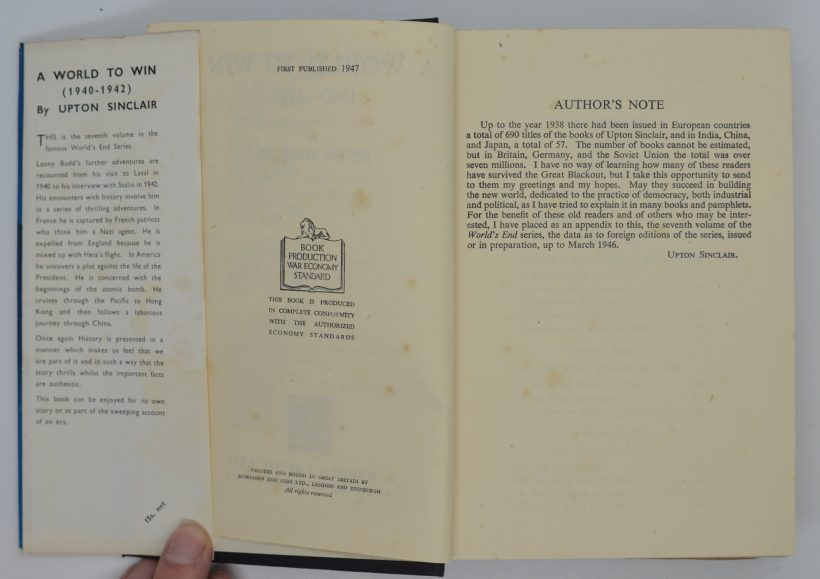 A WORLD TO WIN
(1940-1942)
By UPTON SINCLAIR
THIS is the seventh volume in the
famous World's End Series.
Lanny Budd's further adventures are
recounted from his visit to Laval in
1940 to his interview with Stalin in 1942.
His encounters with history involve him
in a series of thrilling adventures. In
France he is captured by French patriots
who think him a Nazi agent. He is
expelled from England because he is
mixed up with Hess's flight. In America
he uncovers a plot against the life of the
President. He is concerned with the
beginnings of the atomic bomb. He
cruises through the Pacific to Hong
Kong and then follows a laborious
journey through China.
Once again History is presented in a
manner which makes us feel that we
are part of it and in such a way that the
story thrills whilst the important facts
are authentic.
This book can be enjoyed for its own
story or as part of the sweeping account
of an era.
15s. net
FIRST PUBLISHED 1947
BOOK
PRODUCTION
WAR ECONOMY
STANDARD
THIS BOOK IS PRODUCED
IN COMPLETE CONFORMITY
WITH THE AUTHORIZED
ECONOMY STANDARDS
PRINTED AND BOUND IN GREAT BRITAIN BY
MORRISON AND GIBB LTD., LONDON AND EDINBURGH
All rights reserved
AUTHOR'S NOTE
Up to the year 1938 there had been issued in European countries
a total of 690 titles of the books of Upton Sinclair, and in India, China,
and Japan, a total of 57. The number of books cannot be estimated,
but in Britain, Germany, and the Soviet Union the total was over
seven millions. I have no way of learning how many of these readers
have survived the Great Blackout, but I take this opportunity to send
to them my greetings and my hopes. May they succeed in building
the new world, dedicated to the practice of democracy, both industrial
and political, as I have tried to explain it in many books and pamphlets.
For the benefit of these old readers and of others who may be inter-
ested, I have placed as an appendix to this, the seventh volume of the
World's End series, the data as to foreign editions of the series, issued
or in preparation, up to March 1946.
UPTON SINCLAIR.